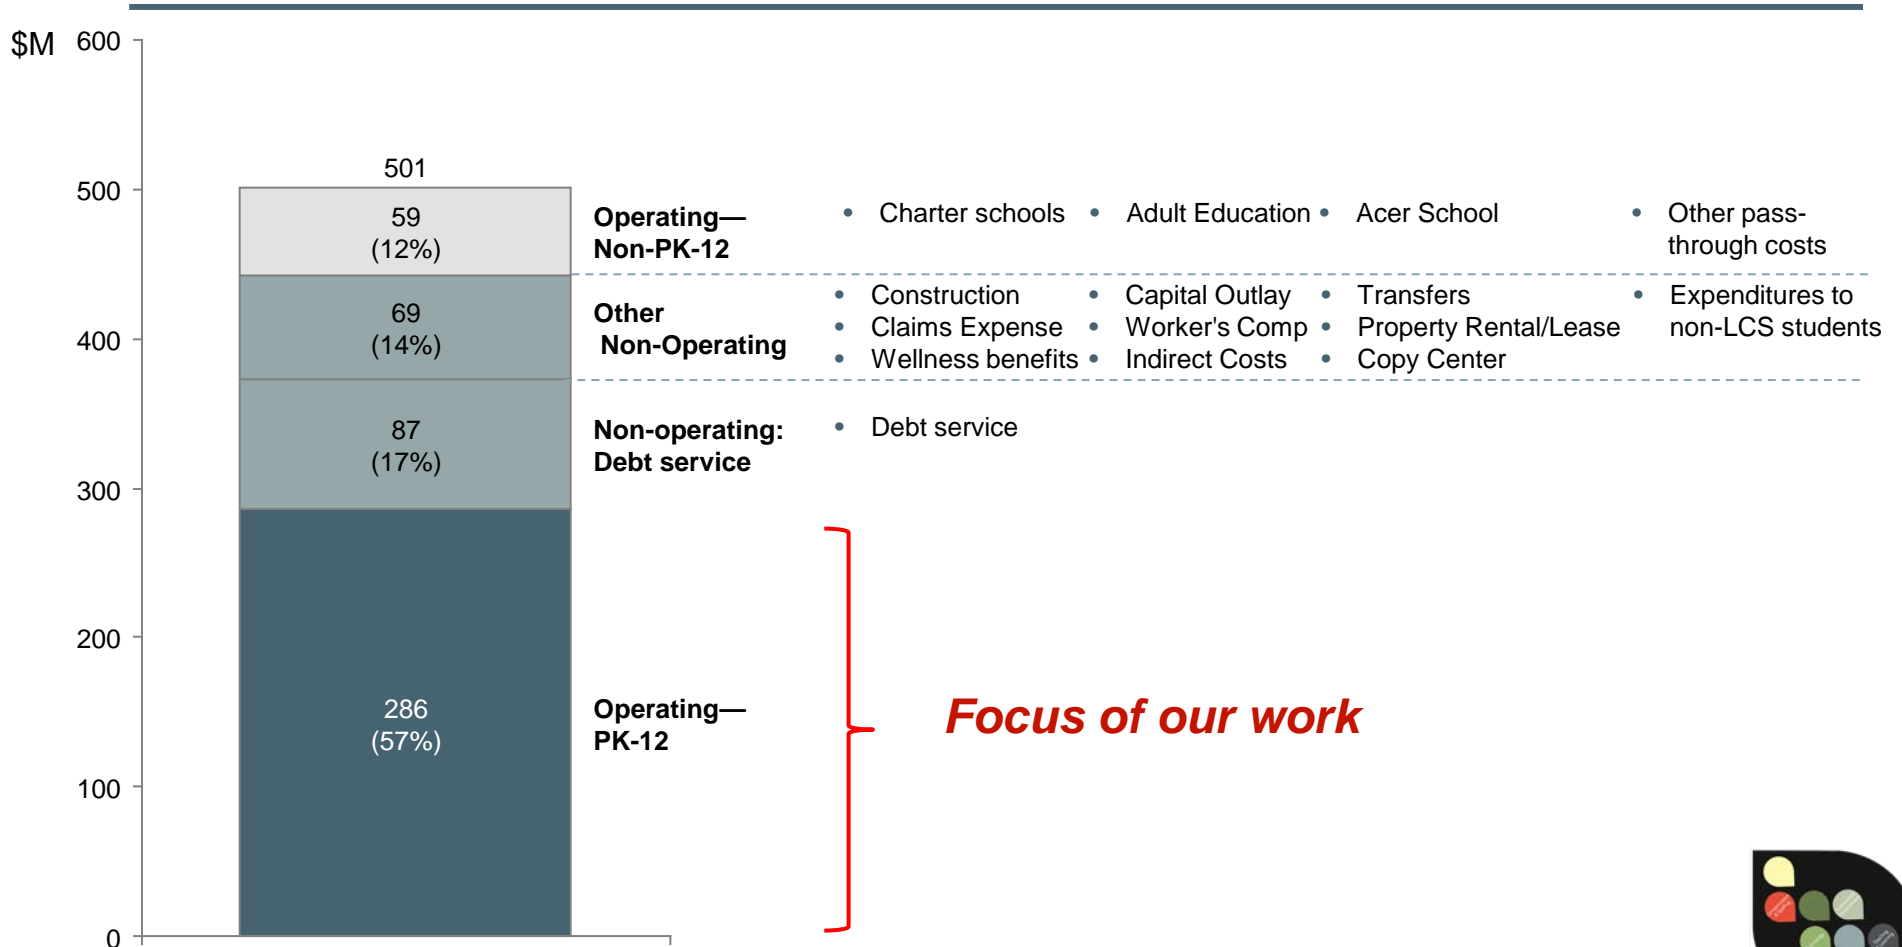 $M
600
501
500
59
(12%)
Operating—
Non-PK-12
• Charter schools
• Adult Education
• Acer School
• Other pass-
through costs
69
(14%)
Other
Non-Operating
• Construction
• Claims Expense
• Wellness benefits
• Capital Outlay
• Worker's Comp
• Indirect Costs
• Transfers
• Property Rental/Lease
• Copy Center
• Expenditures to
non-LCS students
400
87
(17%)
Non-operating:
Debt service
• Debt service
300
200
286
(57%)
Operating—
PK-12
Focus of our work
100
0